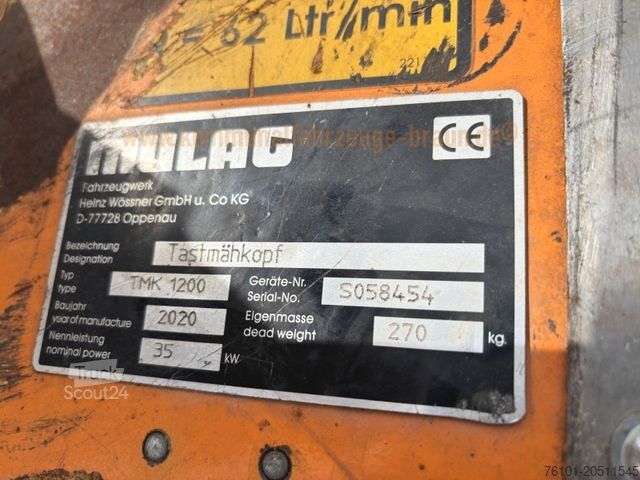 = 62 Ltr/min
221
MULAG
CE
Fahrzeugwerk
Heinz Wössner GmbH u. Co KG
D-77728 Oppenau
Bezeichnung
Designation
Tastmähkopf
Typ
type
TMK 1200
Geräte-Nr.
Serial-No.
S058454
Baujahr
year of manufacture
2020
Eigenmasse
dead weight
270
kg
Nennleistung
nominal power
35
kW
Truck
Scout24
76101-20511545